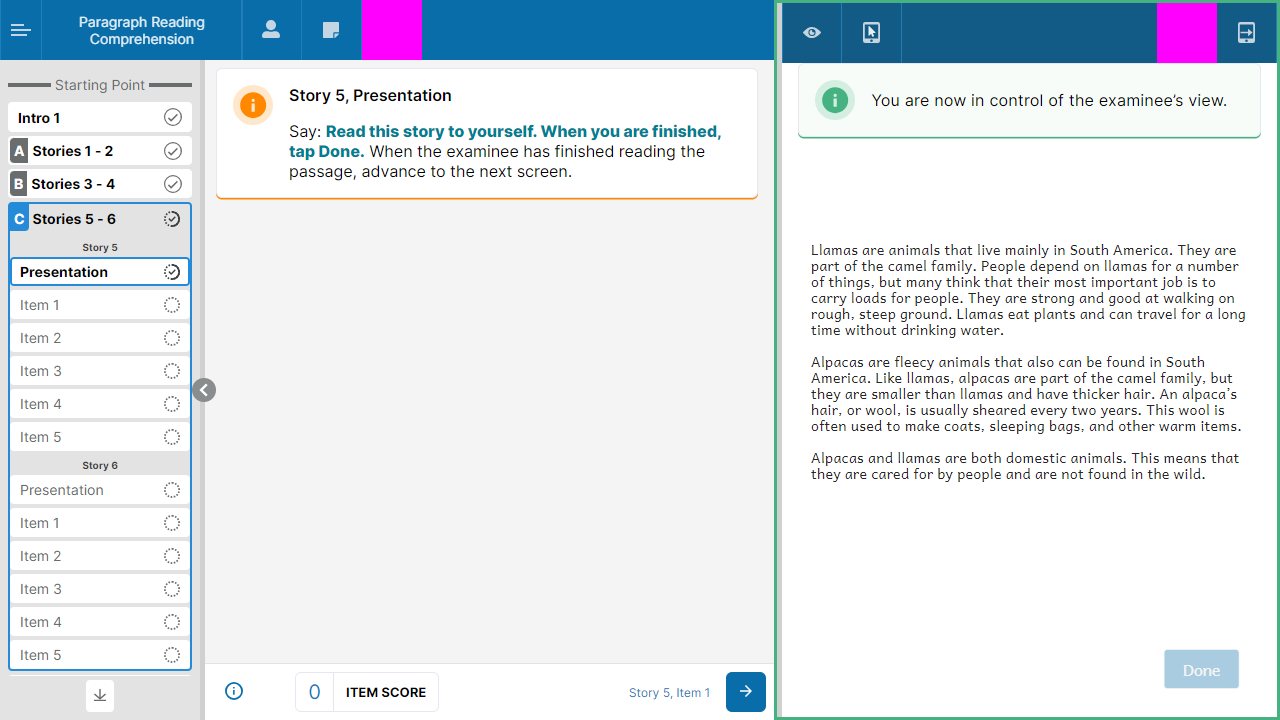 Paragraph Reading
Comprehension
Starting Point
Intro 1
A Stories 1 - 2
B Stories 3 - 4
C Stories 5 - 6
Story 5
Presentation
Item 1
Item 2
Item 3
Item 4
Item 5
Story 6
Presentation
Item 1
Item 2
Item 3
Item 4
Item 5
Story 5, Presentation
Say: Read this story to yourself. When you are finished,
tap Done. When the examinee has finished reading the
passage, advance to the next screen.
0 ITEM SCORE
Story 5, Item 1
You are now in control of the examinee’s view.
Llamas are animals that live mainly in South America. They are
part of the camel family. People depend on llamas for a number
of things, but many think that their most important job is to
carry loads for people. They are strong and good at walking on
rough, steep ground. Llamas eat plants and can travel for a long
time without drinking water.
Alpacas are fleecy animals that also can be found in South
America. Like llamas, alpacas are part of the camel family, but
they are smaller than llamas and have thicker hair. An alpaca’s
hair, or wool, is usually sheared every two years. This wool is
often used to make coats, sleeping bags, and other warm items.
Alpacas and llamas are both domestic animals. This means that
they are cared for by people and are not found in the wild.
Done